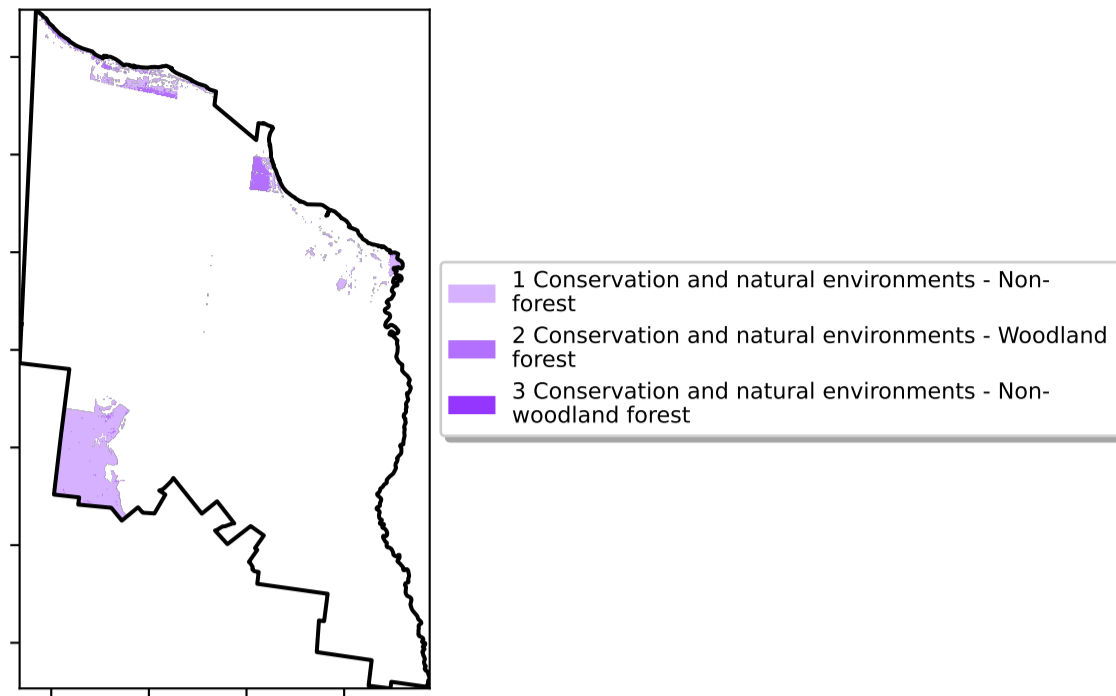 1 Conservation and natural environments - Non-
forest
2 Conservation and natural environments - Woodland
forest
3 Conservation and natural environments - Non-
woodland forest